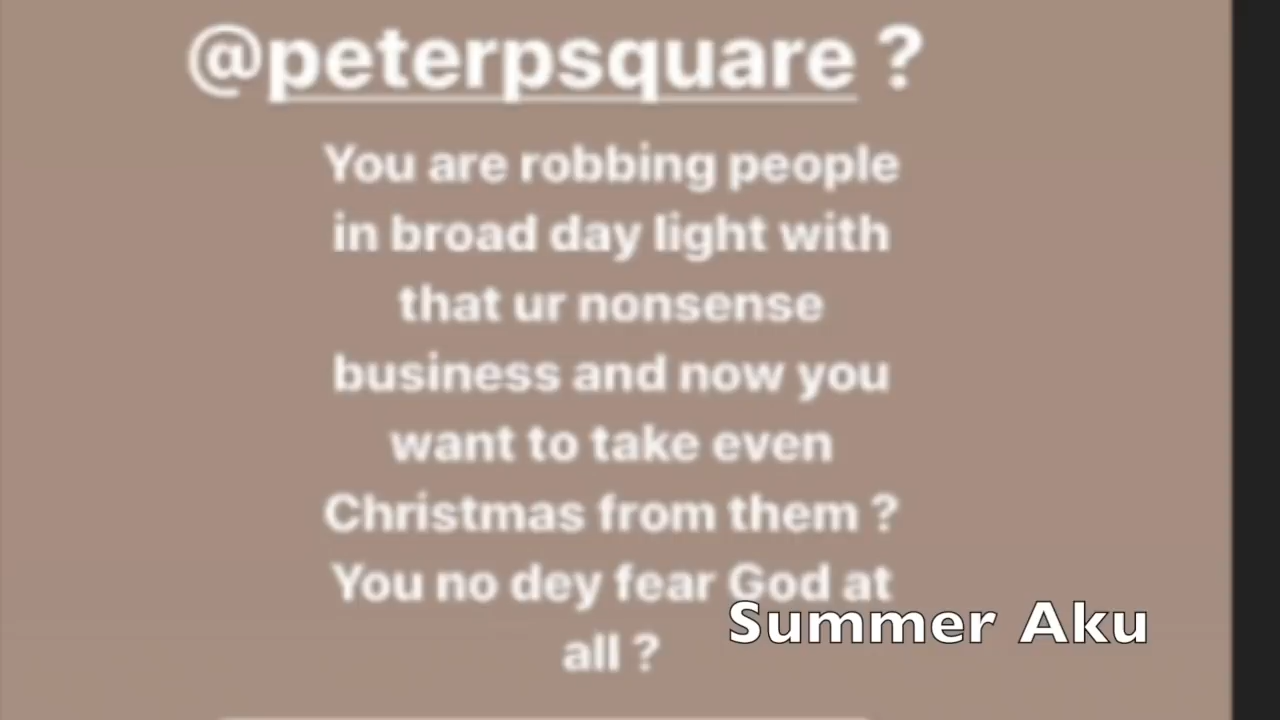 @peterpsquare ?
You are robbing people
in broad day light with
that ur nonsense
business and now you
want to take even
Christmas from them ?
You no dey fear God at
all ?
Summer Aku